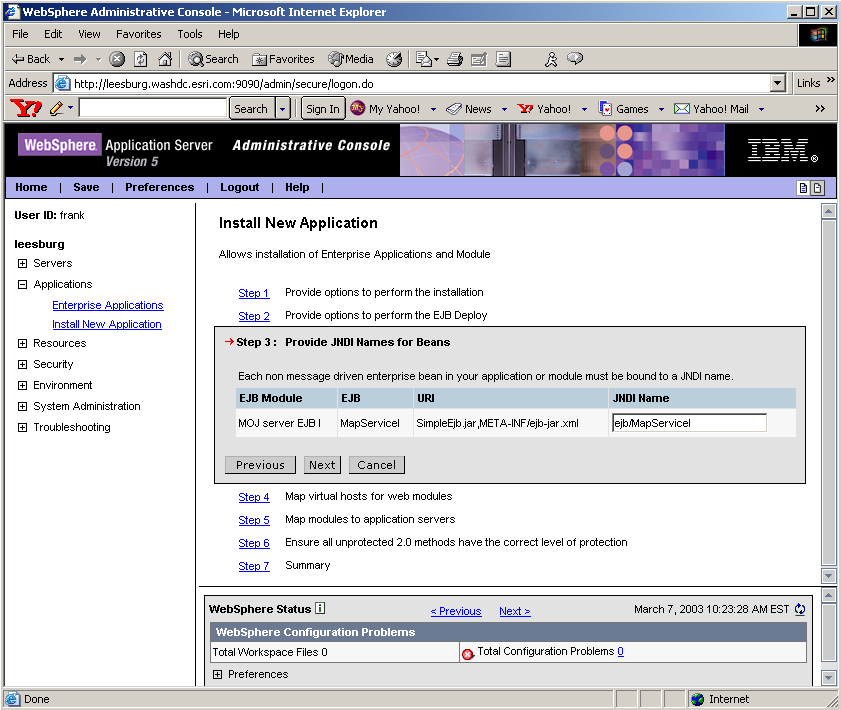 WebSphere Administrative Console - Microsoft Internet Explorer
File Edit View Favorites Tools Help
Back Search Favorites Media
Address http://leesburg.washdc.esri.com:9090/admin/secure/logon.do Links »
Y! Search Sign In My Yahoo! News Yahoo! Games Yahoo! Mail »
WebSphere Application Server Administrative Console IBM®
Version 5
Home | Save | Preferences | Logout | Help |
User ID: frank
leesburg
Servers
Applications
Enterprise Applications
Install New Application
Resources
Security
Environment
System Administration
Troubleshooting
Install New Application
Allows installation of Enterprise Applications and Module
Step 1 Provide options to perform the installation
Step 2 Provide options to perform the EJB Deploy
Step 3 : Provide JNDI Names for Beans
Each non message driven enterprise bean in your application or module must be bound to a JNDI name.
EJB Module EJB URI JNDI Name
MOJ server EJB I MapServiceI SimpleEjb.jar,META-INF/ejb-jar.xml ejb/MapServiceI
Previous Next Cancel
Step 4 Map virtual hosts for web modules
Step 5 Map modules to application servers
Step 6 Ensure all unprotected 2.0 methods have the correct level of protection
Step 7 Summary
WebSphere Status i < Previous Next > March 7, 2003 10:23:28 AM EST
WebSphere Configuration Problems
Total Workspace Files 0 Total Configuration Problems 0
Preferences
Done Internet